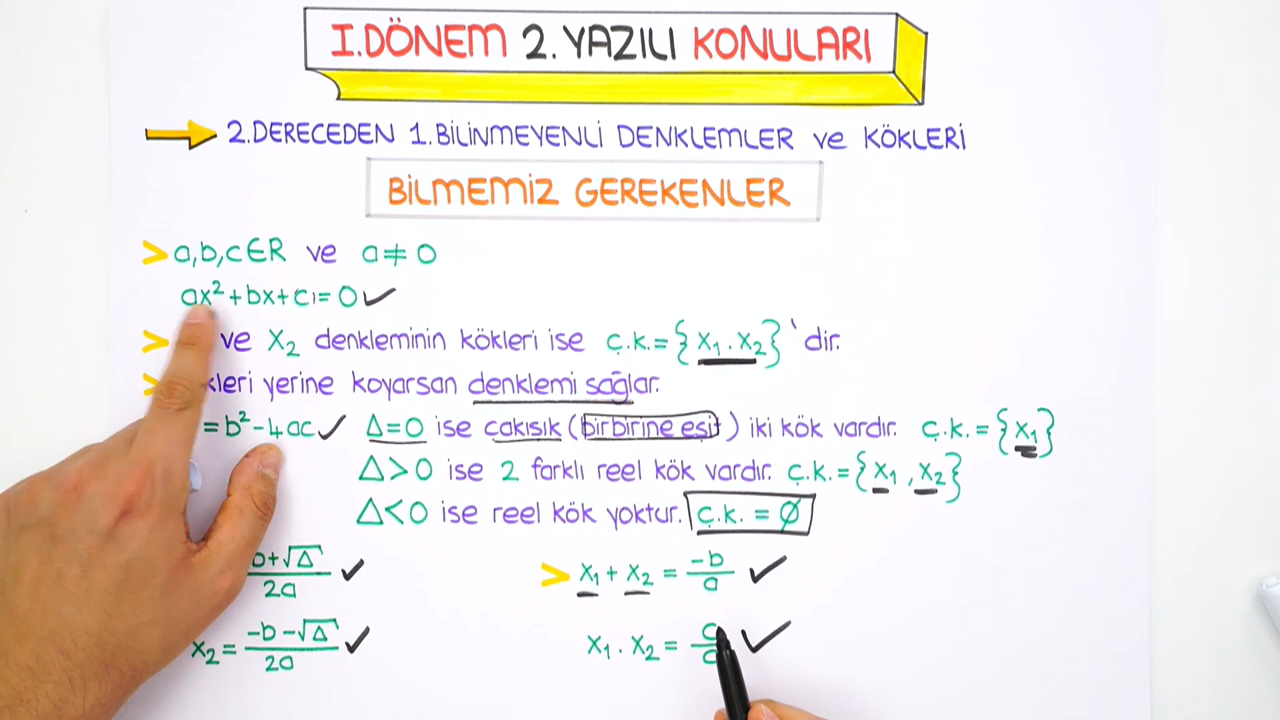 I.DÖNEM 2.YAZILI KONULARI
2.DERECEDEN 1.BİLİNMEYENLİ DENKLEMLER ve KÖKLERİ
BİLMEMİZ GEREKENLER
> a,b,c∈R ve a≠0
ax²+bx+c=0✓
> ve x₂ denkleminin kökleri ise Ç.K.={x₁.x₂}'dir.
> yerine koyarsan denklemi sağlar.
=b²-4ac✓ Δ=0 ise çakışık (birbirine eşit) iki kök vardır. Ç.K.={x₁}
Δ>0 ise 2 farklı reel kök vardır. Ç.K.={x₁,x₂}
Δ<0 ise reel kök yoktur. Ç.K.=∅
b+√Δ/2a ✓ > x₁+x₂=-b/a ✓
x₂=-b-√Δ/2a ✓ x₁.x₂=c/a ✓